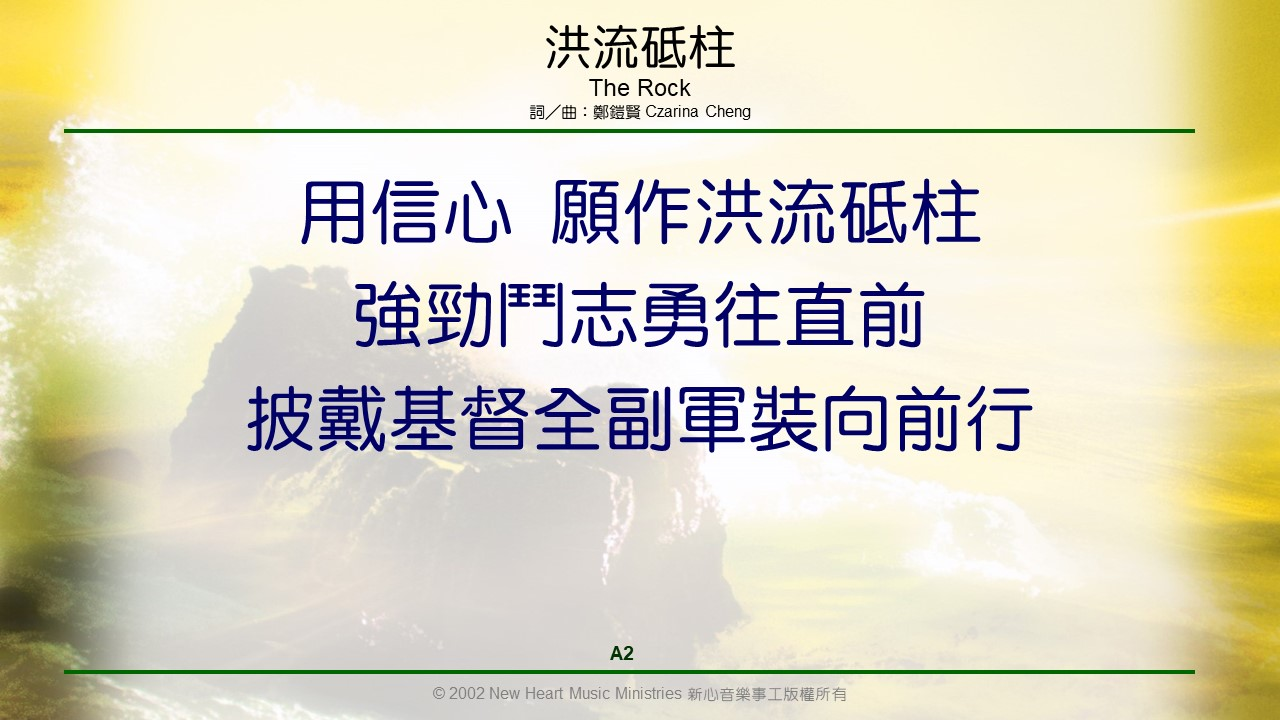 洪流砥柱
The Rock
詞／曲：鄭鎧賢 Czarina Cheng
用信心 願作洪流砥柱
強勁鬥志勇往直前
披戴基督全副軍裝向前行
A2
© 2002 New Heart Music Ministries 新心音樂事工版權所有